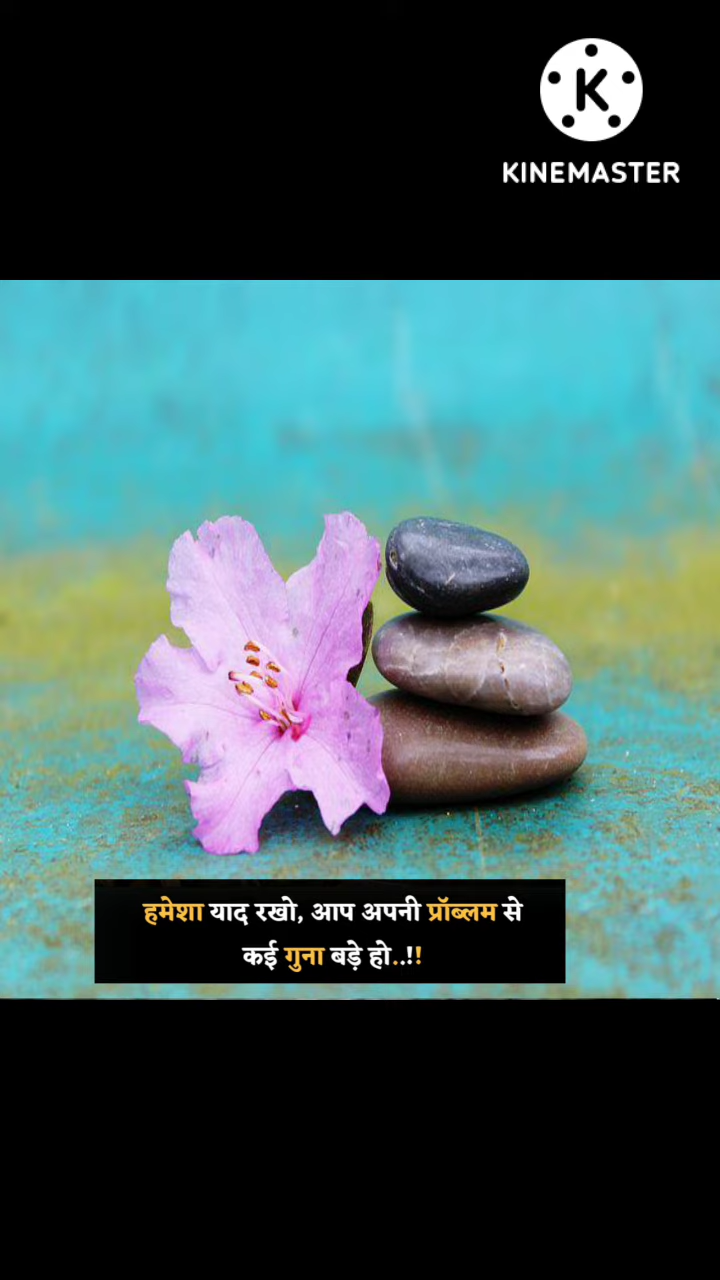 KINEMASTER
हमेशा याद रखो, आप अपनी प्रॉब्लम से
कई गुना बड़े हो..!!